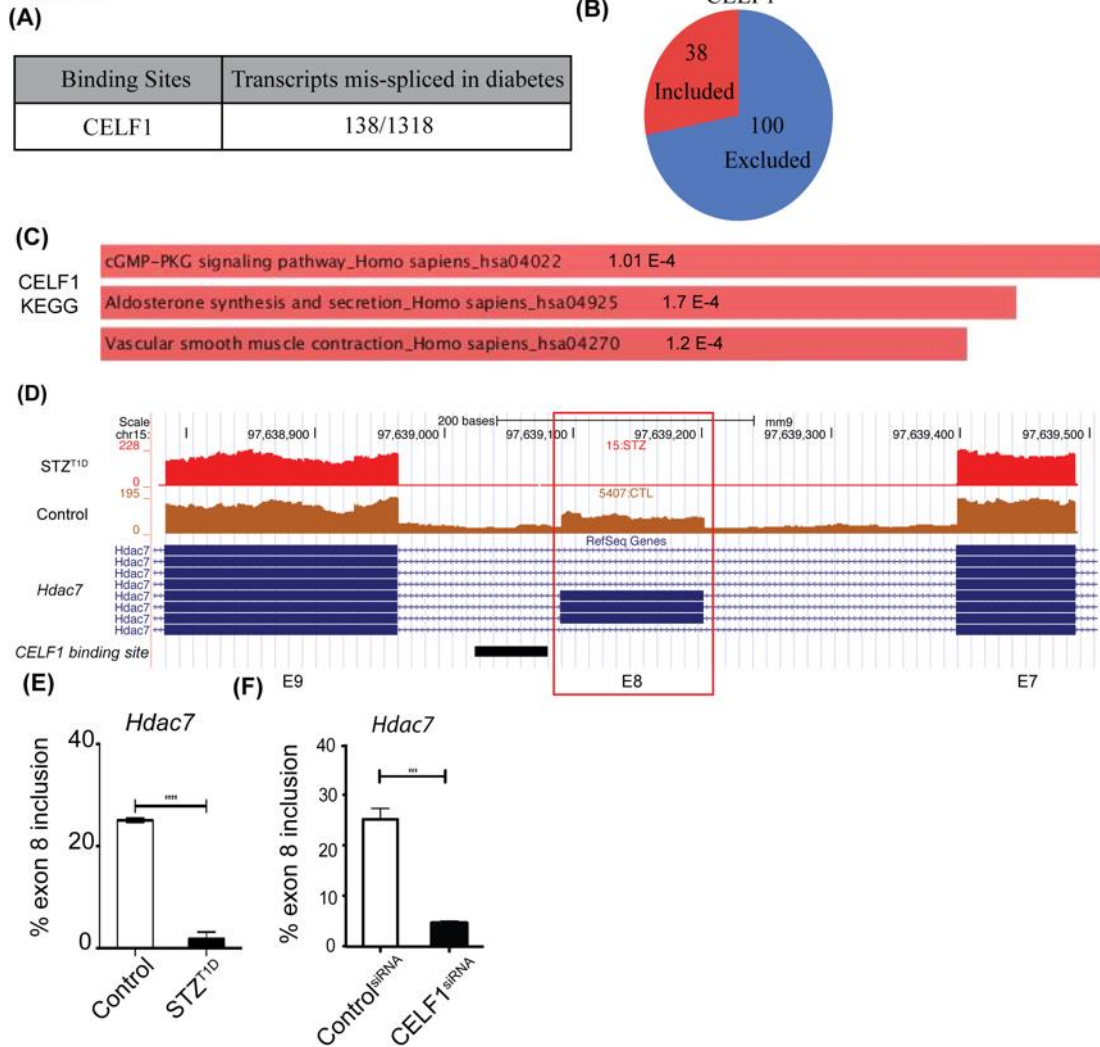 (A)
Binding Sites Transcripts mis-spliced in diabetes
CELF1 138/1318
(B)
38
Included
100
Excluded
(C)
CELF1
KEGG
cGMP-PKG signaling pathway_Homo sapiens_hsa04022 1.01 E-4
Aldosterone synthesis and secretion_Homo sapiens_hsa04925 1.7 E-4
Vascular smooth muscle contraction_Homo sapiens_hsa04270 1.2 E-4
(D)
Scale 200 bases mm9
chr15: 97,638,900 97,639,000 97,639,100 97,639,200 97,639,300 97,639,400 97,639,500
228 15:STZ
STZT1D
0
195 5407:CTL
Control
0
RefSeq Genes
Hdac7
Hdac7
Hdac7
Hdac7
Hdac7
Hdac7
Hdac7
Hdac7
Hdac7
CELF1 binding site
E9 E8 E7
(E)
Hdac7
% exon 8 inclusion
40
20
0
****
Control
STZT1D
(F)
Hdac7
% exon 8 inclusion
40
30
20
10
0
***
ControlsiRNA
CELF1siRNA